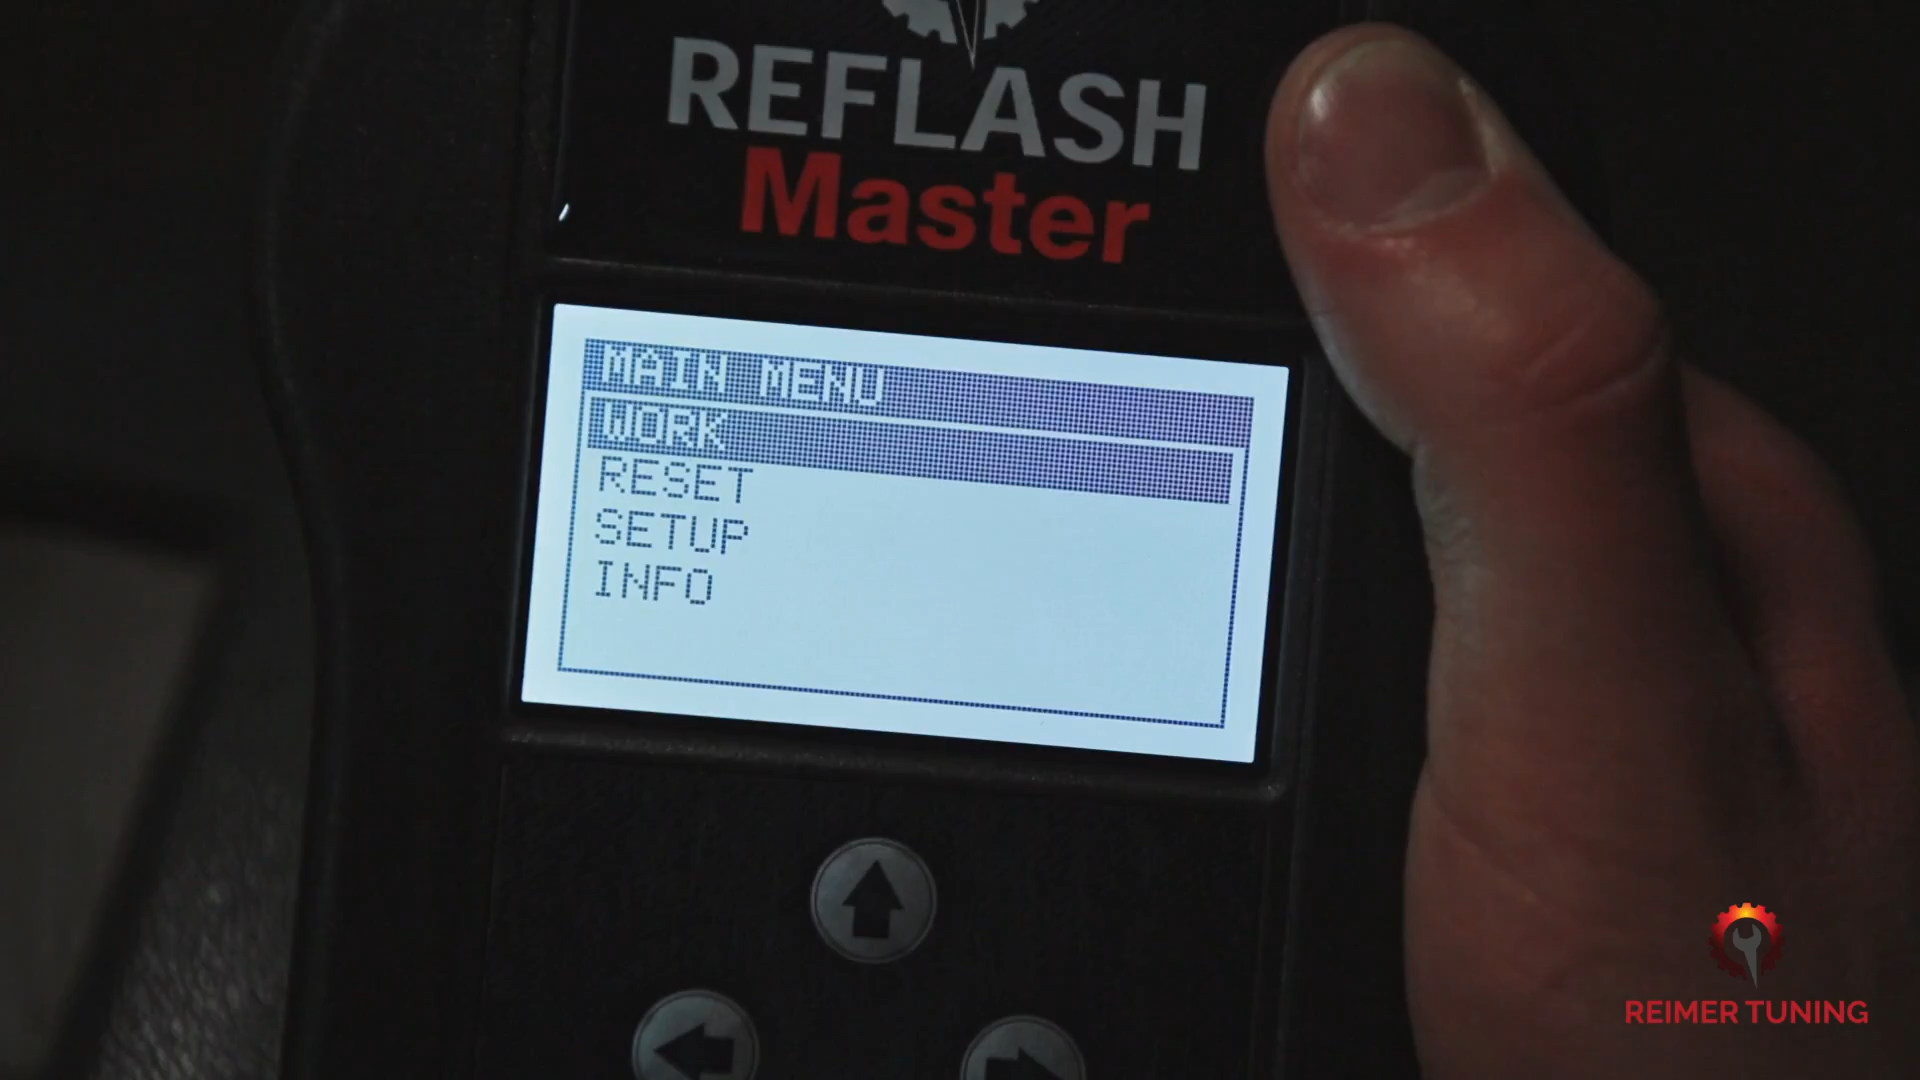 REFLASH
Master
MAIN MENU
WORK
RESET
SETUP
INFO
REIMER TUNING